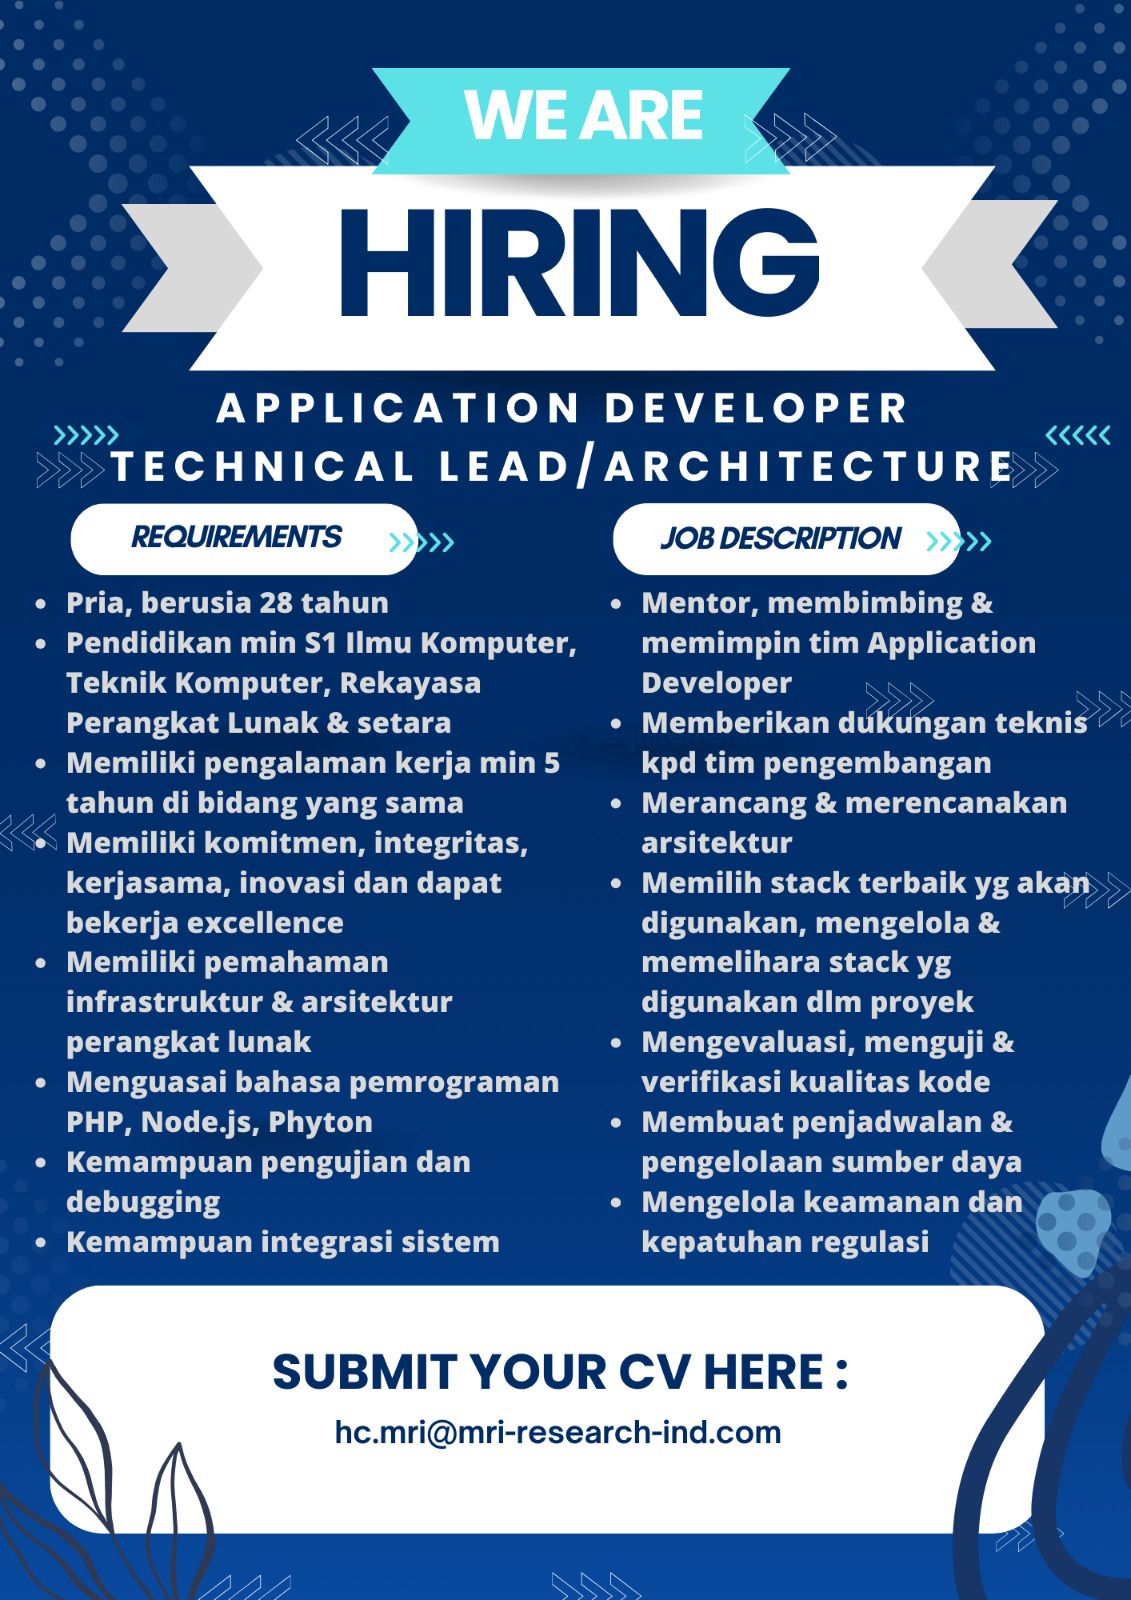 WE ARE
HIRING
APPLICATION DEVELOPER
TECHNICAL LEAD/ARCHITECTURE
REQUIREMENTS
• Pria, berusia 28 tahun
• Pendidikan min S1 Ilmu Komputer,
Teknik Komputer, Rekayasa
Perangkat Lunak & setara
• Memiliki pengalaman kerja min 5
tahun di bidang yang sama
• Memiliki komitmen, integritas,
kerjasama, inovasi dan dapat
bekerja excellence
• Memiliki pemahaman
infrastruktur & arsitektur
perangkat lunak
• Menguasai bahasa pemrograman
PHP, Node.js, Phyton
• Kemampuan pengujian dan
debugging
• Kemampuan integrasi sistem
JOB DESCRIPTION
• Mentor, membimbing &
memimpin tim Application
Developer
• Memberikan dukungan teknis
kpd tim pengembangan
• Merancang & merencanakan
arsitektur
• Memilih stack terbaik yg akan
digunakan, mengelola &
memelihara stack yg
digunakan dlm proyek
• Mengevaluasi, menguji &
verifikasi kualitas kode
• Membuat penjadwalan &
pengelolaan sumber daya
• Mengelola keamanan dan
kepatuhan regulasi
SUBMIT YOUR CV HERE :
hc.mri@mri-research-ind.com